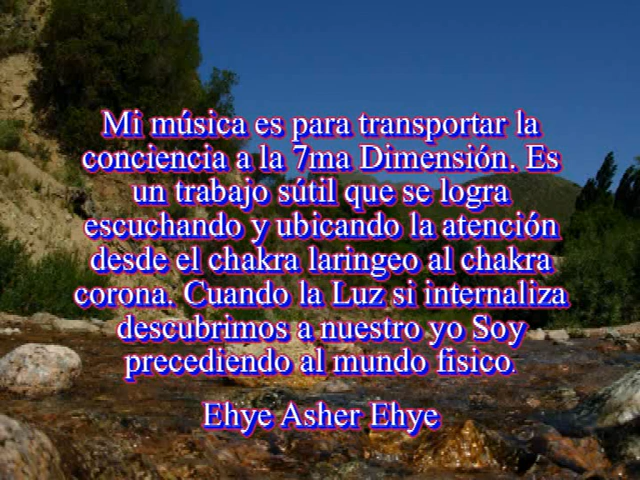 Mi música es para transportar la
conciencia a la 7ma Dimensión. Es
un trabajo sútil que se logra
escuchando y ubicando la atención
desde el chakra laringeo al chakra
corona. Cuando la Luz si internaliza
descubrimos a nuestro yo Soy
precediendo al mundo fisico.
Ehye Asher Ehye